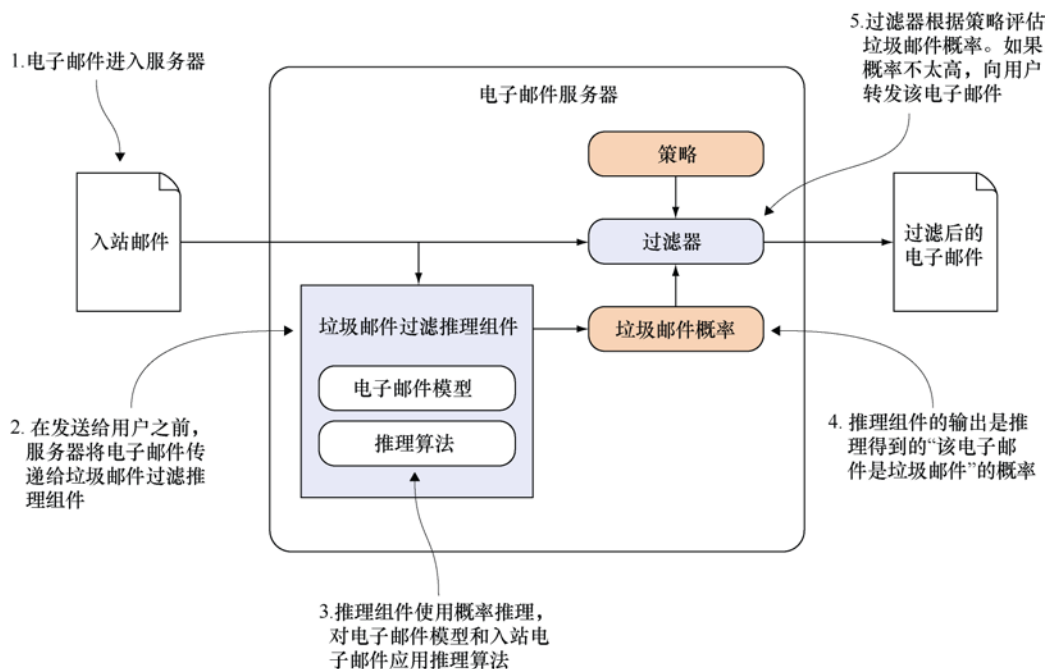 1.电子邮件进入服务器
5.过滤器根据策略评估
垃圾邮件概率。如果
概率不太高，向用户
转发该电子邮件
电子邮件服务器
策略
入站邮件
过滤器
过滤后的
电子邮件
垃圾邮件过滤推理组件
垃圾邮件概率
电子邮件模型
推理算法
2. 在发送给用户之前，
服务器将电子邮件传
递给垃圾邮件过滤推
理组件
4. 推理组件的输出是推
理得到的“该电子邮
件是垃圾邮件”的概率
3.推理组件使用概率推理，
对电子邮件模型和入站电
子邮件应用推理算法